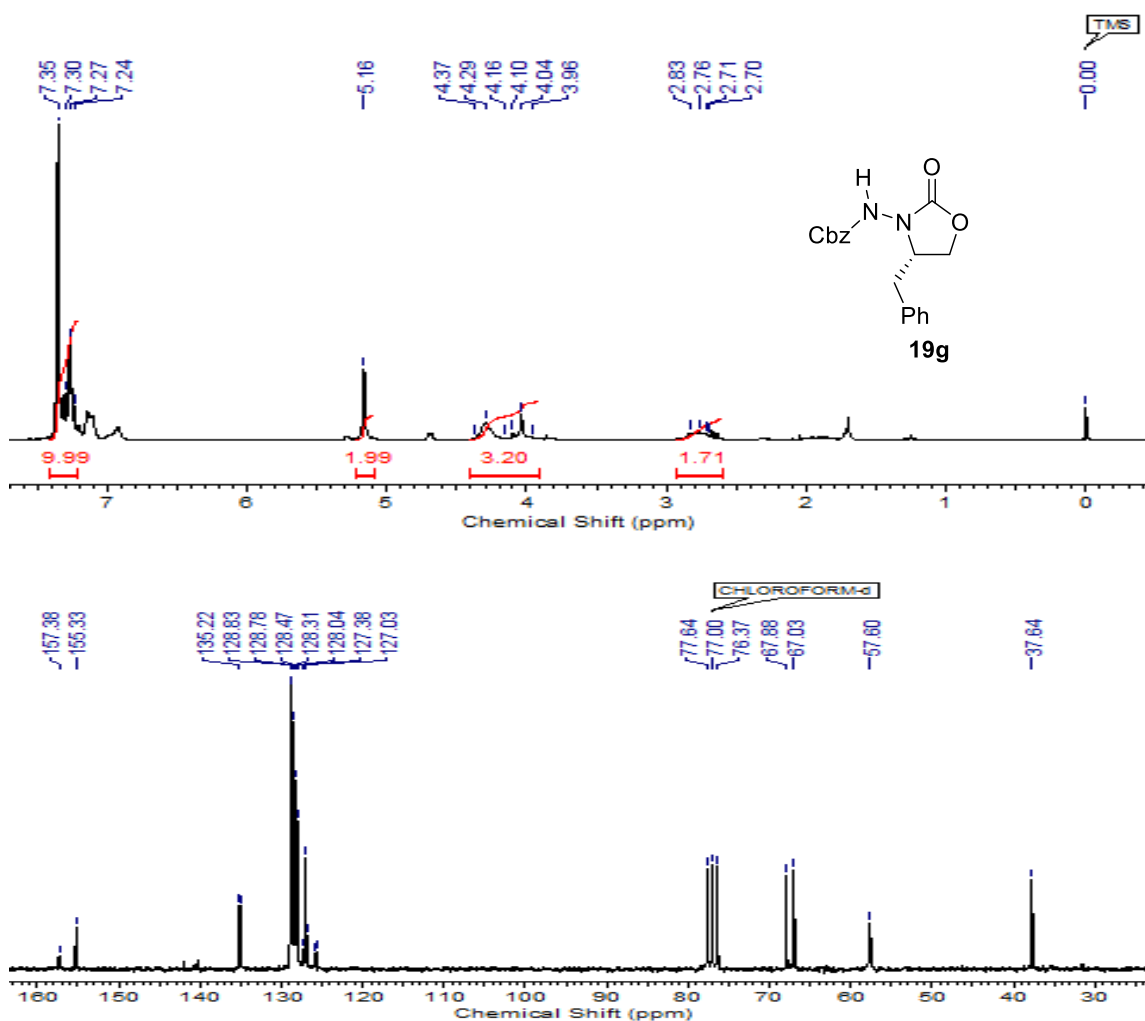 TMS
7.35 7.30 7.27 7.24 5.16 4.37 4.29 4.16 4.10 4.04 3.96 2.83 2.76 2.71 2.70 -0.00
H O
N N O
Cbz
Ph
19g
9.99 1.99 3.20 1.71
7 6 5 4 3 2 1 0
Chemical Shift (ppm)
CHLOROFORM-d
157.38 155.33 135.22 128.83 128.78 128.47 128.31 128.04 127.38 127.03 77.64 77.00 76.37 67.88 67.03 57.60 37.64
160 150 140 130 120 110 100 90 80 70 60 50 40 30
Chemical Shift (ppm)